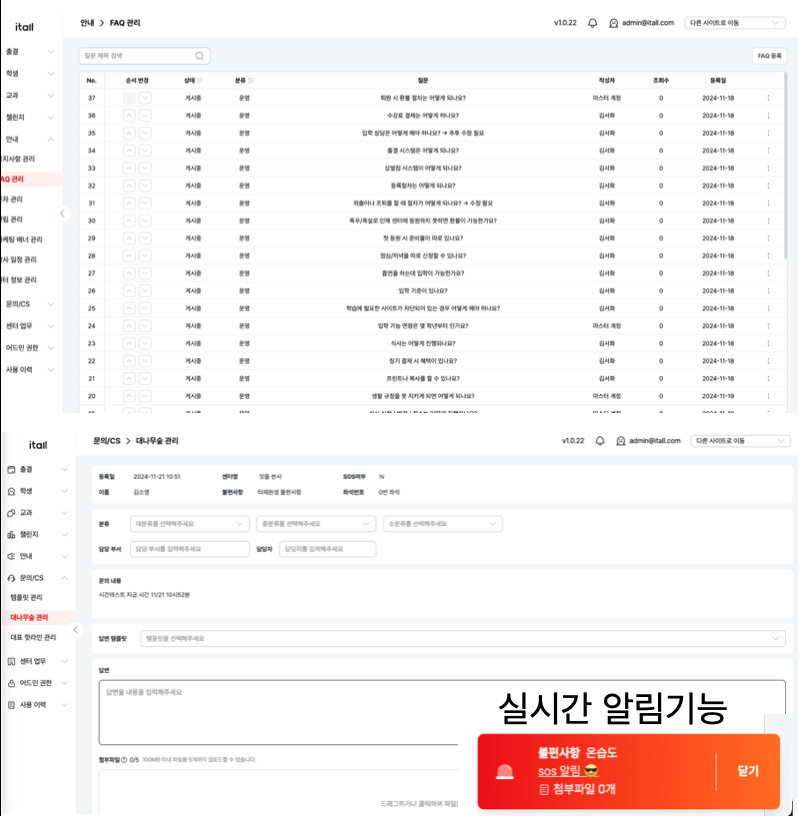 itall
안내 > FAQ 관리
v1.0.22
admin@itall.com
다른 사이트로 이동
출결
학생
교과
챌린지
안내
지사항 관리
AQ 관리
자 관리
림 관리
케팅 배너 관리
사 일정 관리
터 정보 관리
문의/CS
센터 업무
어드민 권한
사용 이력
질문 제목 검색
FAQ 등록
No. 순서 변경 상태 분류 질문 작성자 조회수 등록일
37 게시중 운영 퇴원 시 환불 절차는 어떻게 되나요? 마스터 계정 0 2024-11-18
36 게시중 운영 수강료 결제는 어떻게 하나요? 김서화 0 2024-11-18
35 게시중 운영 입학 상담은 어떻게 해야 하나요? → 추후 수정 필요 김서화 0 2024-11-18
34 게시중 운영 출결 시스템은 어떻게 되나요? 김서화 0 2024-11-18
33 게시중 운영 상벌점 시스템이 어떻게 되나요? 김서화 0 2024-11-18
32 게시중 운영 등록절차는 어떻게 되나요? 김서화 0 2024-11-18
31 게시중 운영 외출이나 조퇴를 할 때 절차가 어떻게 되나요? → 수정 필요 김서화 0 2024-11-18
30 게시중 운영 폭우/폭설로 인해 센터에 등원하지 못하면 환불이 가능한가요? 김서화 0 2024-11-18
29 게시중 운영 첫 등원 시 준비물이 따로 있나요? 김서화 0 2024-11-18
28 게시중 운영 점심/저녁을 따로 신청할 수 있나요? 김서화 0 2024-11-18
27 게시중 운영 흡연을 하는데 입학이 가능한가요? 김서화 0 2024-11-18
26 게시중 운영 입학 기준이 있나요? 김서화 0 2024-11-18
25 게시중 운영 학습에 필요한 사이트가 차단되어 있는 경우 어떻게 해야 하나요? 김서화 0 2024-11-18
24 게시중 운영 입학 가능 연령은 몇 학년부터 인가요? 마스터 계정 0 2024-11-18
23 게시중 운영 식사는 어떻게 진행되나요? 김서화 0 2024-11-18
22 게시중 운영 장기 결제 시 혜택이 있나요? 김서화 0 2024-11-18
21 게시중 운영 프린트나 복사를 할 수 있나요? 김서화 0 2024-11-18
20 게시중 운영 생활 규정을 못 지키게 되면 어떻게 되나요? 마스터 계정 0 2024-11-19
itall
문의/CS > 대나무숲 관리
v1.0.22
admin@itall.com
다른 사이트로 이동
출결
학생
교과
챌린지
안내
문의/CS
템플릿 관리
대나무숲 관리
대표 핫라인 관리
센터 업무
어드민 권한
사용 이력
등록일 2024-11-21 10:51 센터명 잇올 본사 SOS여부 N
이름 김소영 불편사항 타재원생 불편사항 좌석번호 0번 좌석
분류 대분류를 선택해주세요 중분류를 선택해주세요 소분류를 선택해주세요
담당 부서 담당 부서를 입력해주세요 담당자 담당자를 입력해주세요
문의 내용
시간테스트 지금 시간 11/21 10시52분
답변 템플릿 템플릿을 선택해주세요
답변
답변을 내용을 입력해주세요
첨부파일 0/5 100MB 이내 파일을 5개까지 업로드할 수 있습니다.
드래그하거나 클릭하여 파일
실시간 알림기능
불편사항 온습도
sos 알림 😎
첨부파일 0개
닫기